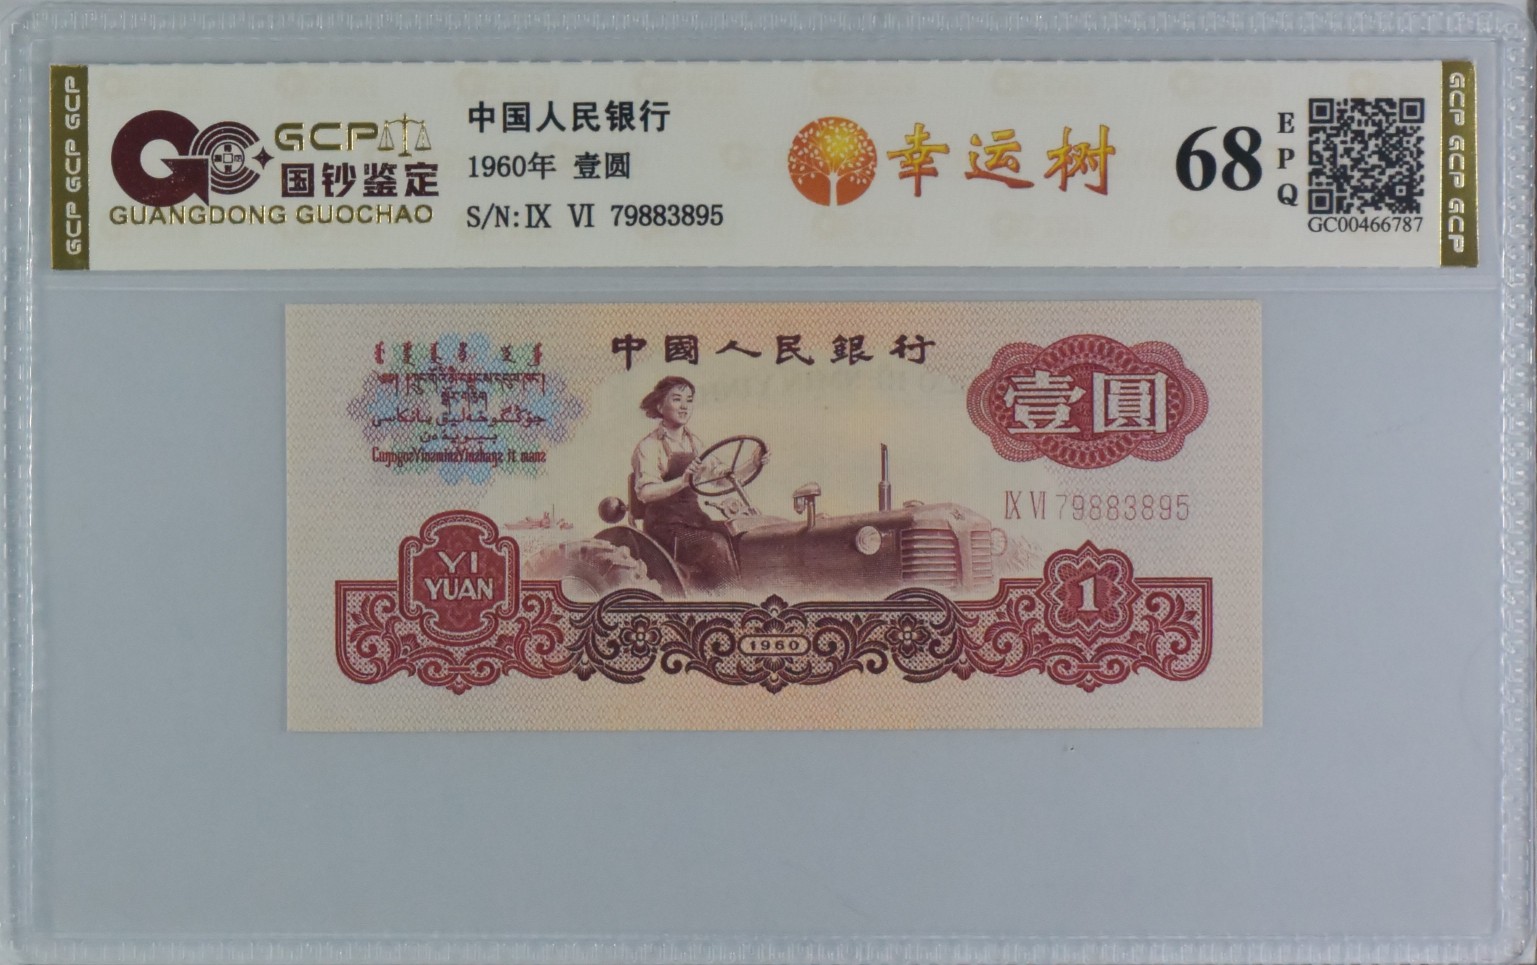 GCP GCP GCP
GCP
国钞鉴定
GUANGDONG GUOCHAO
中国人民银行
1960年 壹圆
S/N: Ⅸ Ⅵ 79883895
幸运树
68
EPQ
GC00466787
GCP GCP GCP GCP
中國人民銀行
壹圓
Ⅸ Ⅵ 79883895
YI
YUAN
1
1960